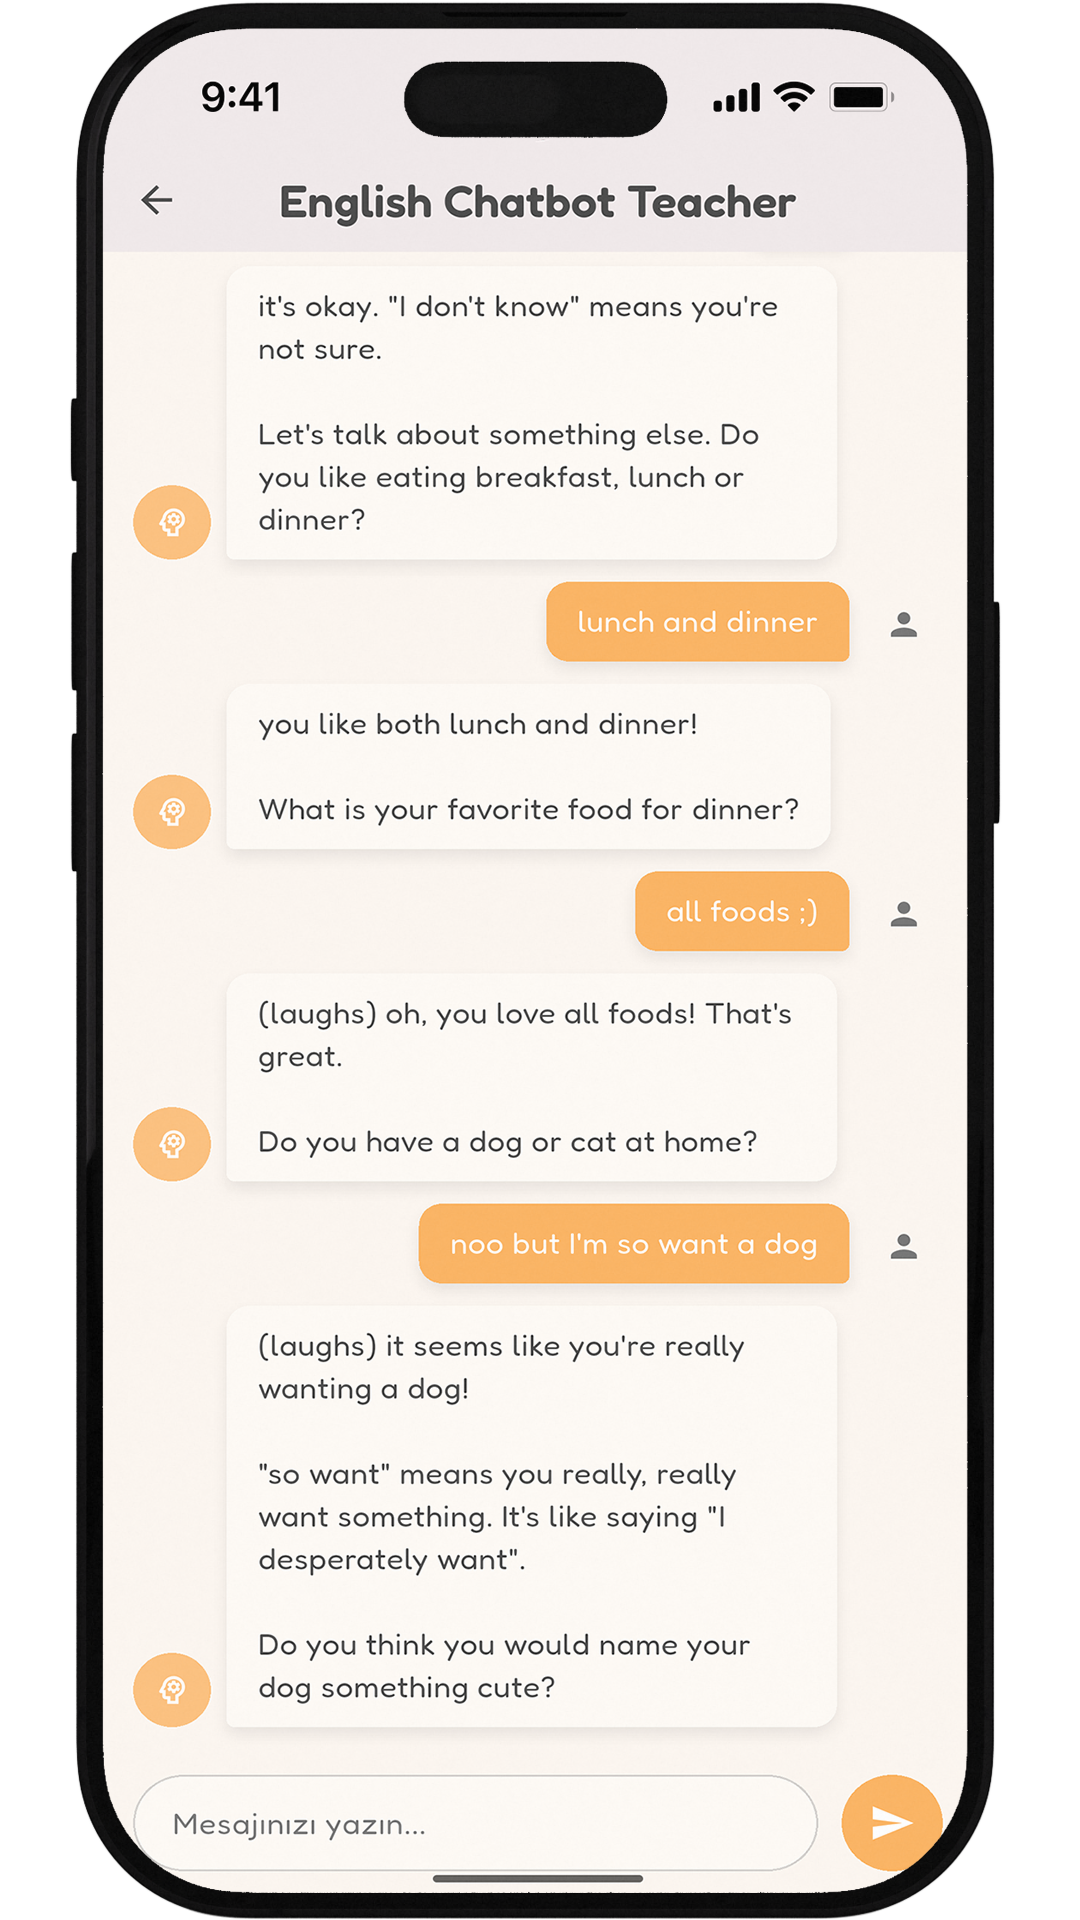 9:41
English Chatbot Teacher
it's okay. "I don't know" means you're
not sure.
Let's talk about something else. Do
you like eating breakfast, lunch or
dinner?
lunch and dinner
you like both lunch and dinner!
What is your favorite food for dinner?
all foods ;)
(laughs) oh, you love all foods! That's
great.
Do you have a dog or cat at home?
noo but I'm so want a dog
(laughs) it seems like you're really
wanting a dog!
"so want" means you really, really
want something. It's like saying "I
desperately want".
Do you think you would name your
dog something cute?
Mesajınızı yazın...